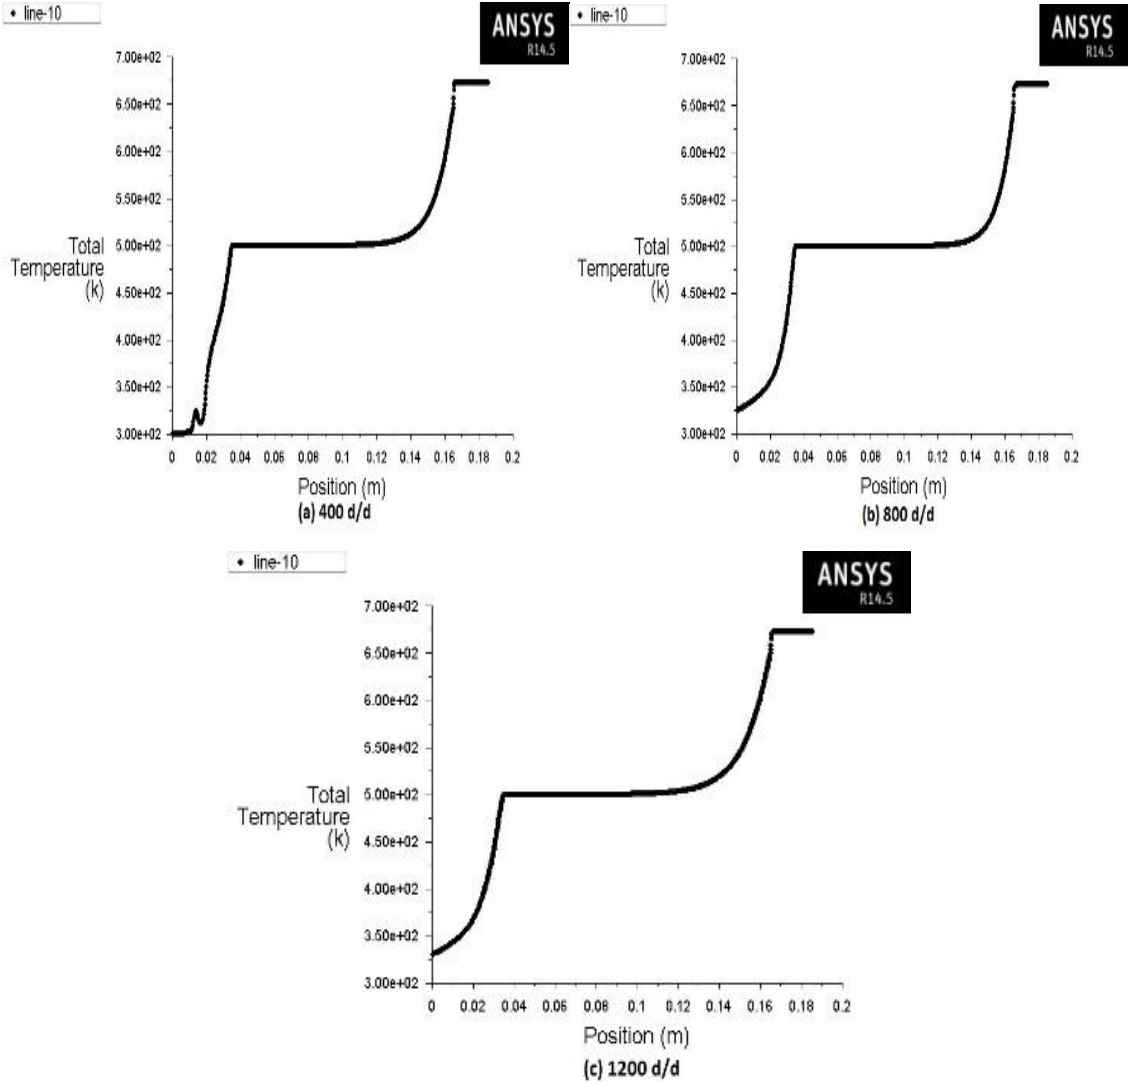 line-10
ANSYS
R14.5
7.00e+02
6.50e+02
6.00e+02
5.50e+02
5.00e+02
4.50e+02
4.00e+02
3.50e+02
3.00e+02
Total
Temperature
(k)
0 0.02 0.04 0.06 0.08 0.1 0.12 0.14 0.16 0.18 0.2
Position (m)
(a) 400 d/d
line-10
ANSYS
R14.5
7.00e+02
6.50e+02
6.00e+02
5.50e+02
5.00e+02
4.50e+02
4.00e+02
3.50e+02
3.00e+02
Total
Temperature
(k)
0 0.02 0.04 0.06 0.08 0.1 0.12 0.14 0.16 0.18 0.2
Position (m)
(b) 800 d/d
line-10
ANSYS
R14.5
7.00e+02
6.50e+02
6.00e+02
5.50e+02
5.00e+02
4.50e+02
4.00e+02
3.50e+02
3.00e+02
Total
Temperature
(k)
0 0.02 0.04 0.06 0.08 0.1 0.12 0.14 0.16 0.18 0.2
Position (m)
(c) 1200 d/d